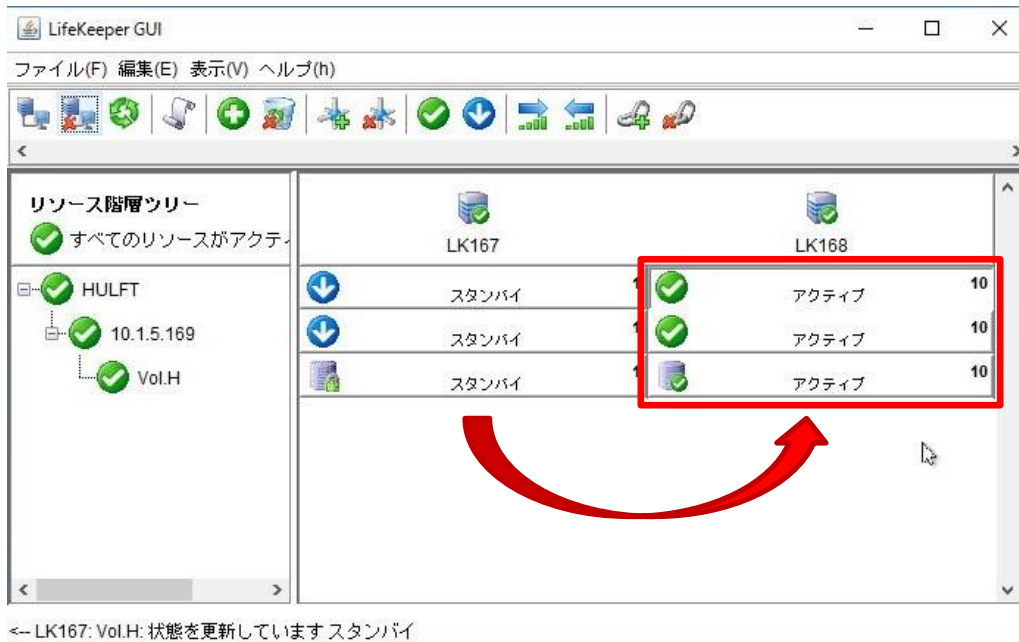 LifeKeeper GUI
ファイル(F) 編集(E) 表示(V) ヘルプ(h)
リソース階層ツリー
すべてのリソースがアクティ
LK167
LK168
HULFT
スタンバイ 1
アクティブ 10
10.1.5.169
スタンバイ 1
アクティブ 10
Vol.H
スタンバイ 1
アクティブ 10
<-- LK167: Vol.H: 状態を更新しています スタンバイ